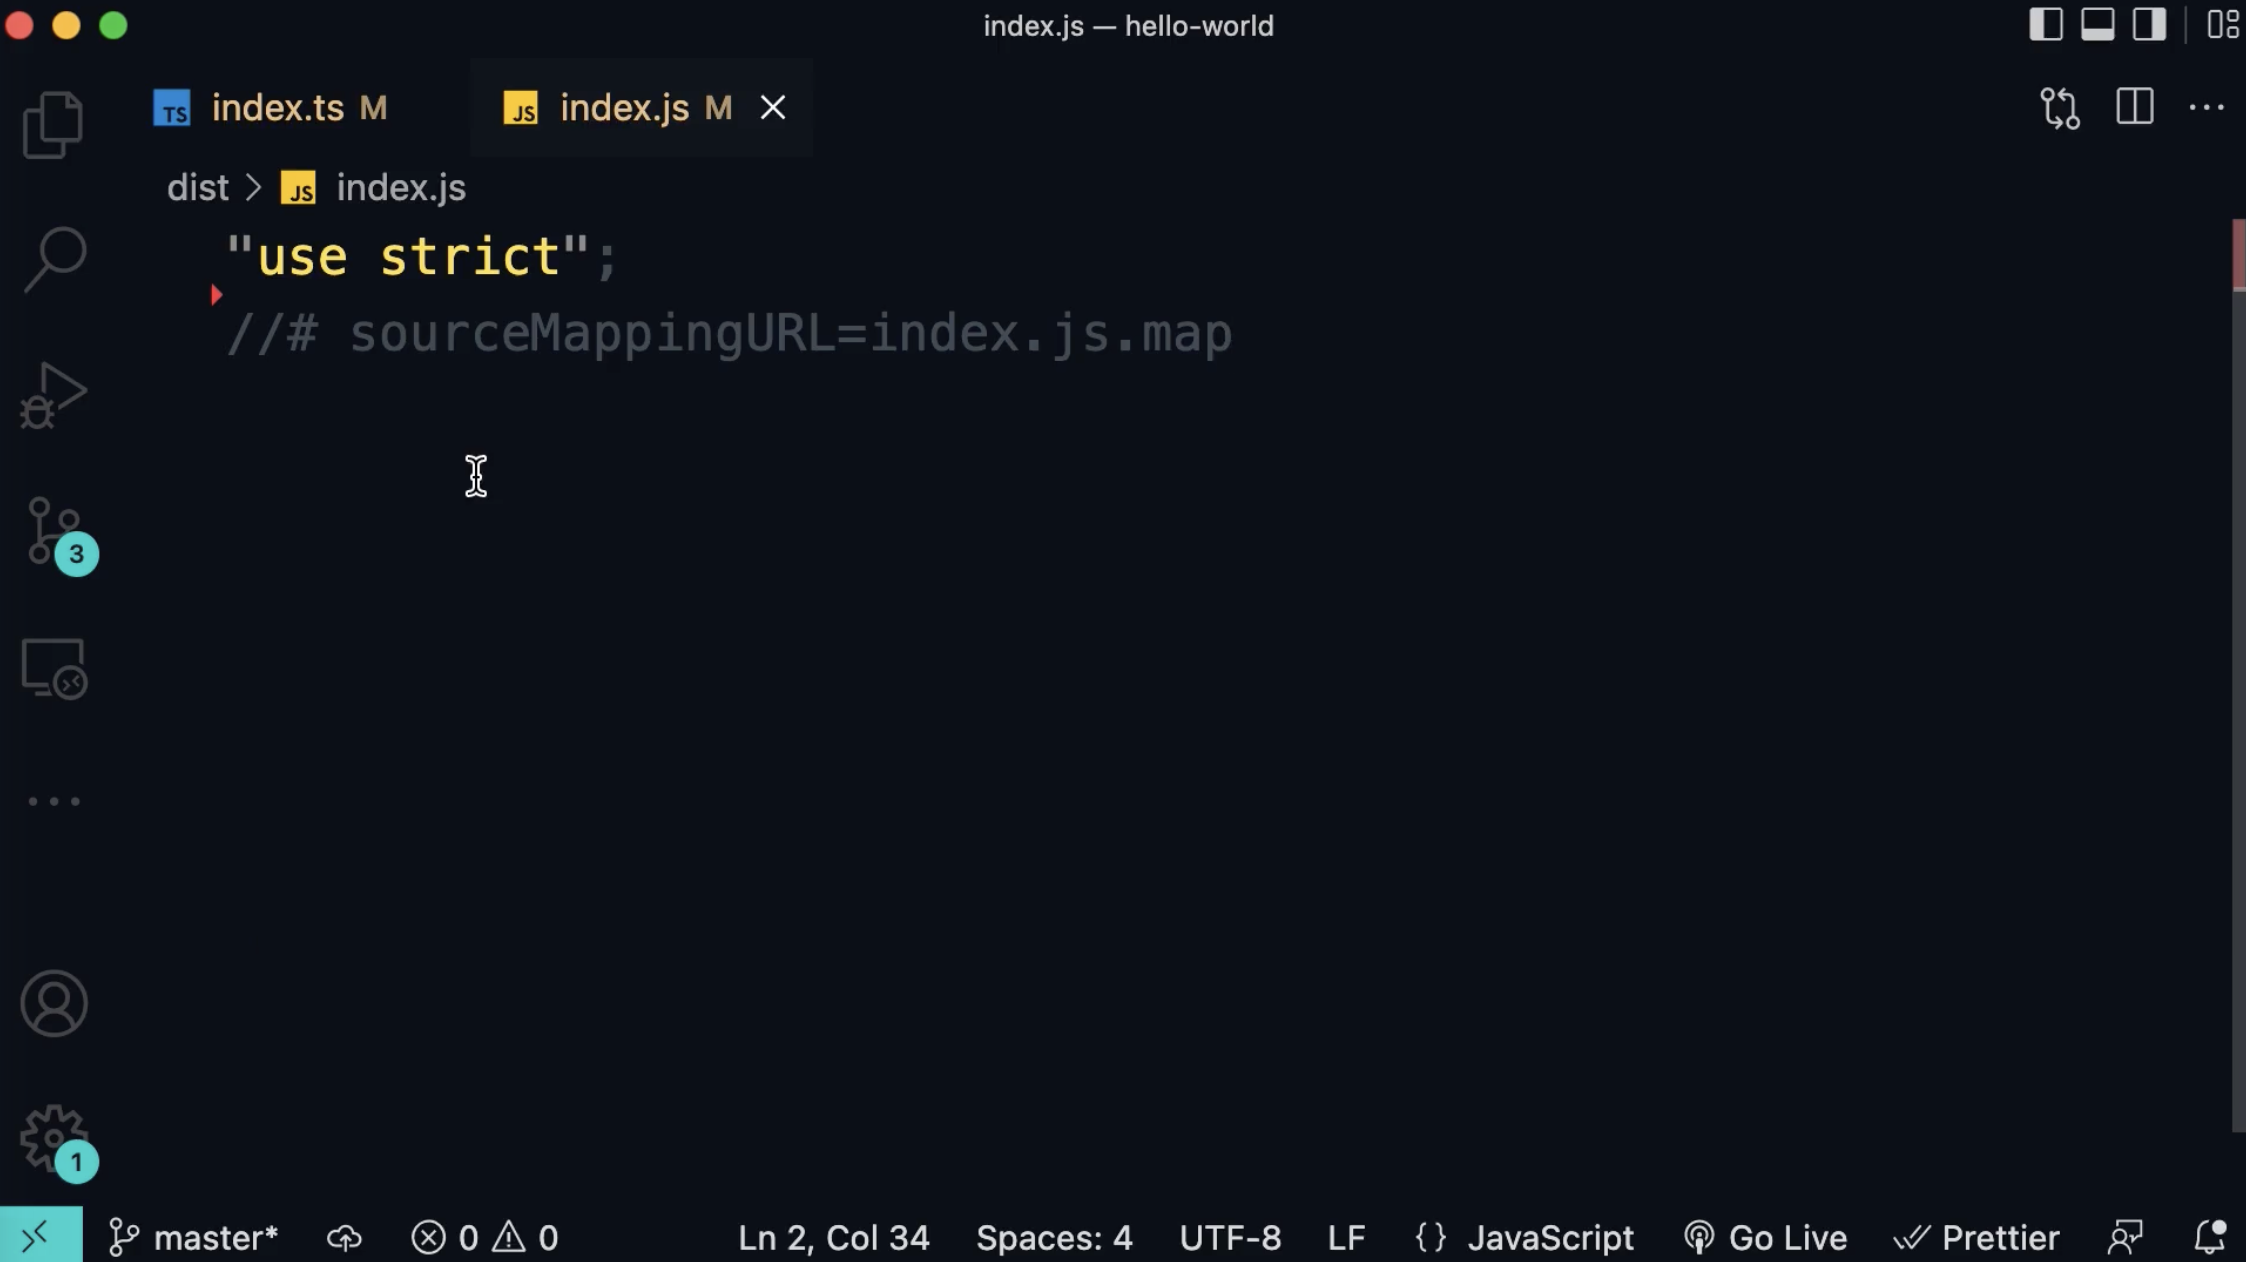 index.js — hello-world
TS index.ts M
JS index.js M
dist > JS index.js
"use strict";
//# sourceMappingURL=index.js.map
3
1
master*
0 0
Ln 2, Col 34
Spaces: 4
UTF-8
LF
{} JavaScript
Go Live
Prettier